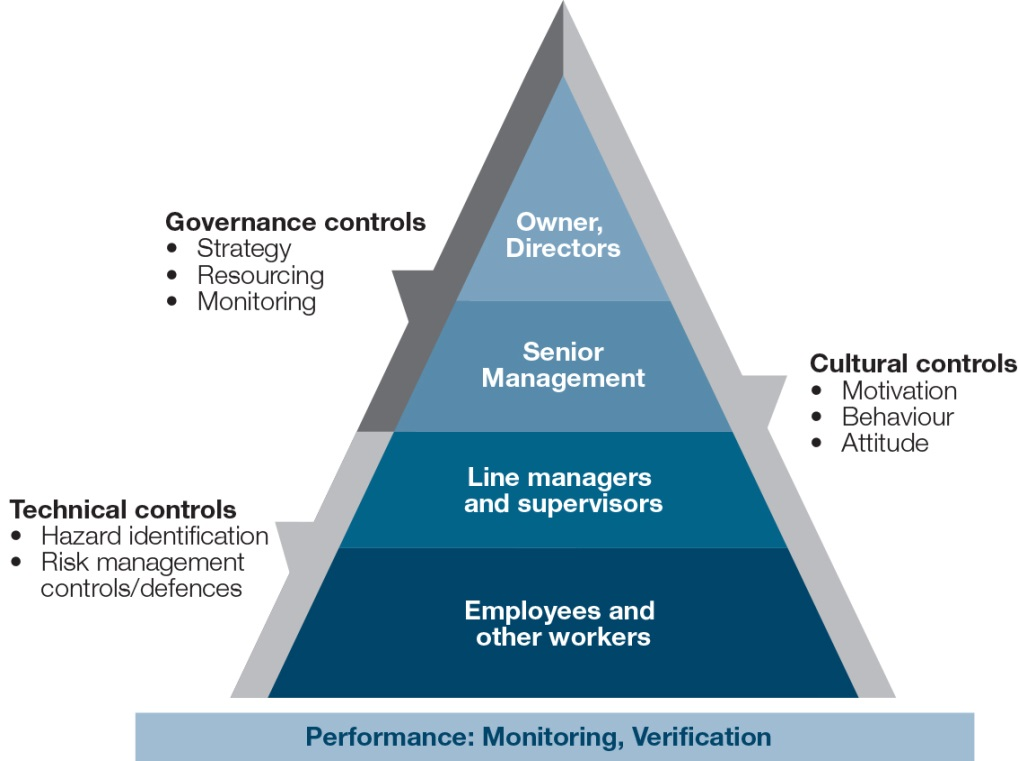 Owner,
Directors
Governance controls
• Strategy
• Resourcing
• Monitoring
Senior
Management
Cultural controls
• Motivation
• Behaviour
• Attitude
Line managers
and supervisors
Technical controls
• Hazard identification
• Risk management
controls/defences
Employees and
other workers
Performance: Monitoring, Verification